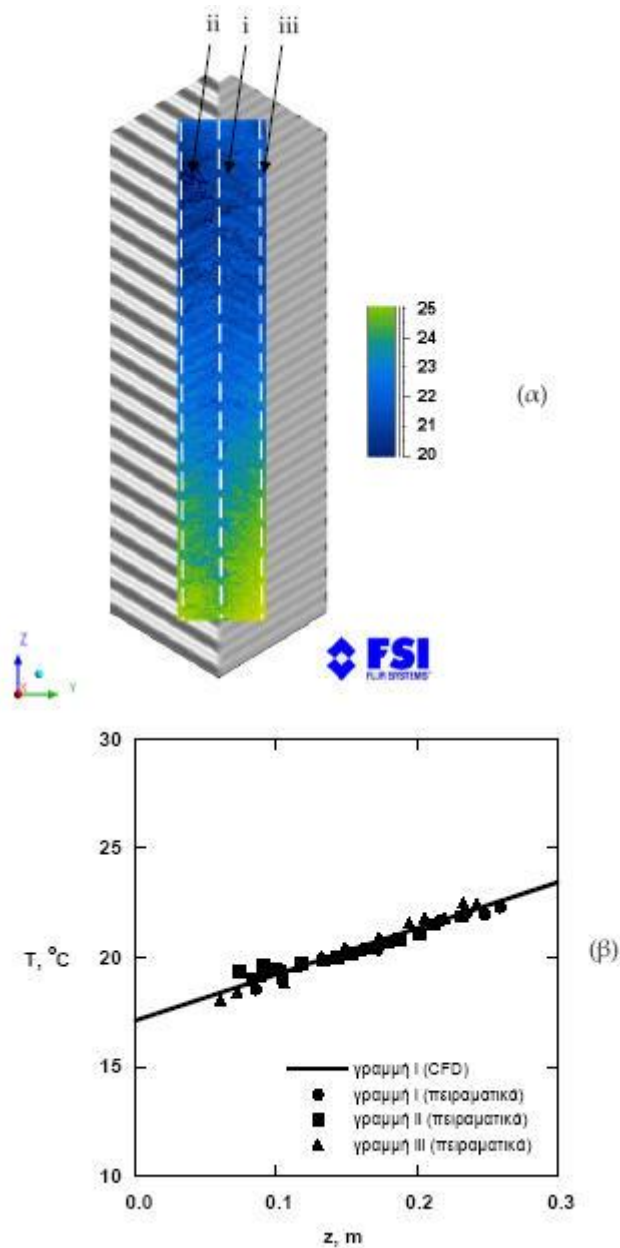 ii i iii
25
24
23
22
21
20
(α)
Z
X
Y
FSI
FLIR SYSTEMS
30
25
20
15
10
T, °C
(β)
γραμμή I (CFD)
γραμμή I (πειραματικά)
γραμμή II (πειραματικά)
γραμμή III (πειραματικά)
0.0 0.1 0.2 0.3
z, m